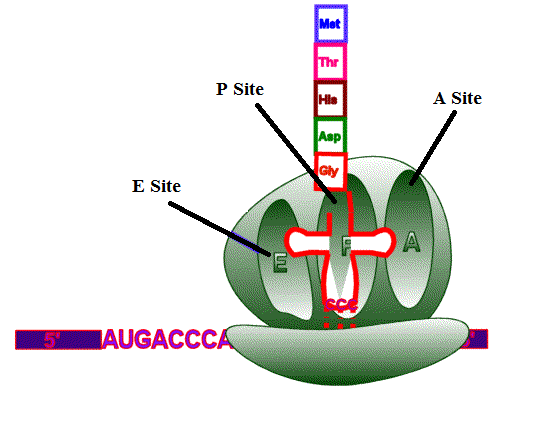 Met
Thr
His
Asp
Gly
P Site
A Site
E Site
E
P
A
5'
AUGACCCA